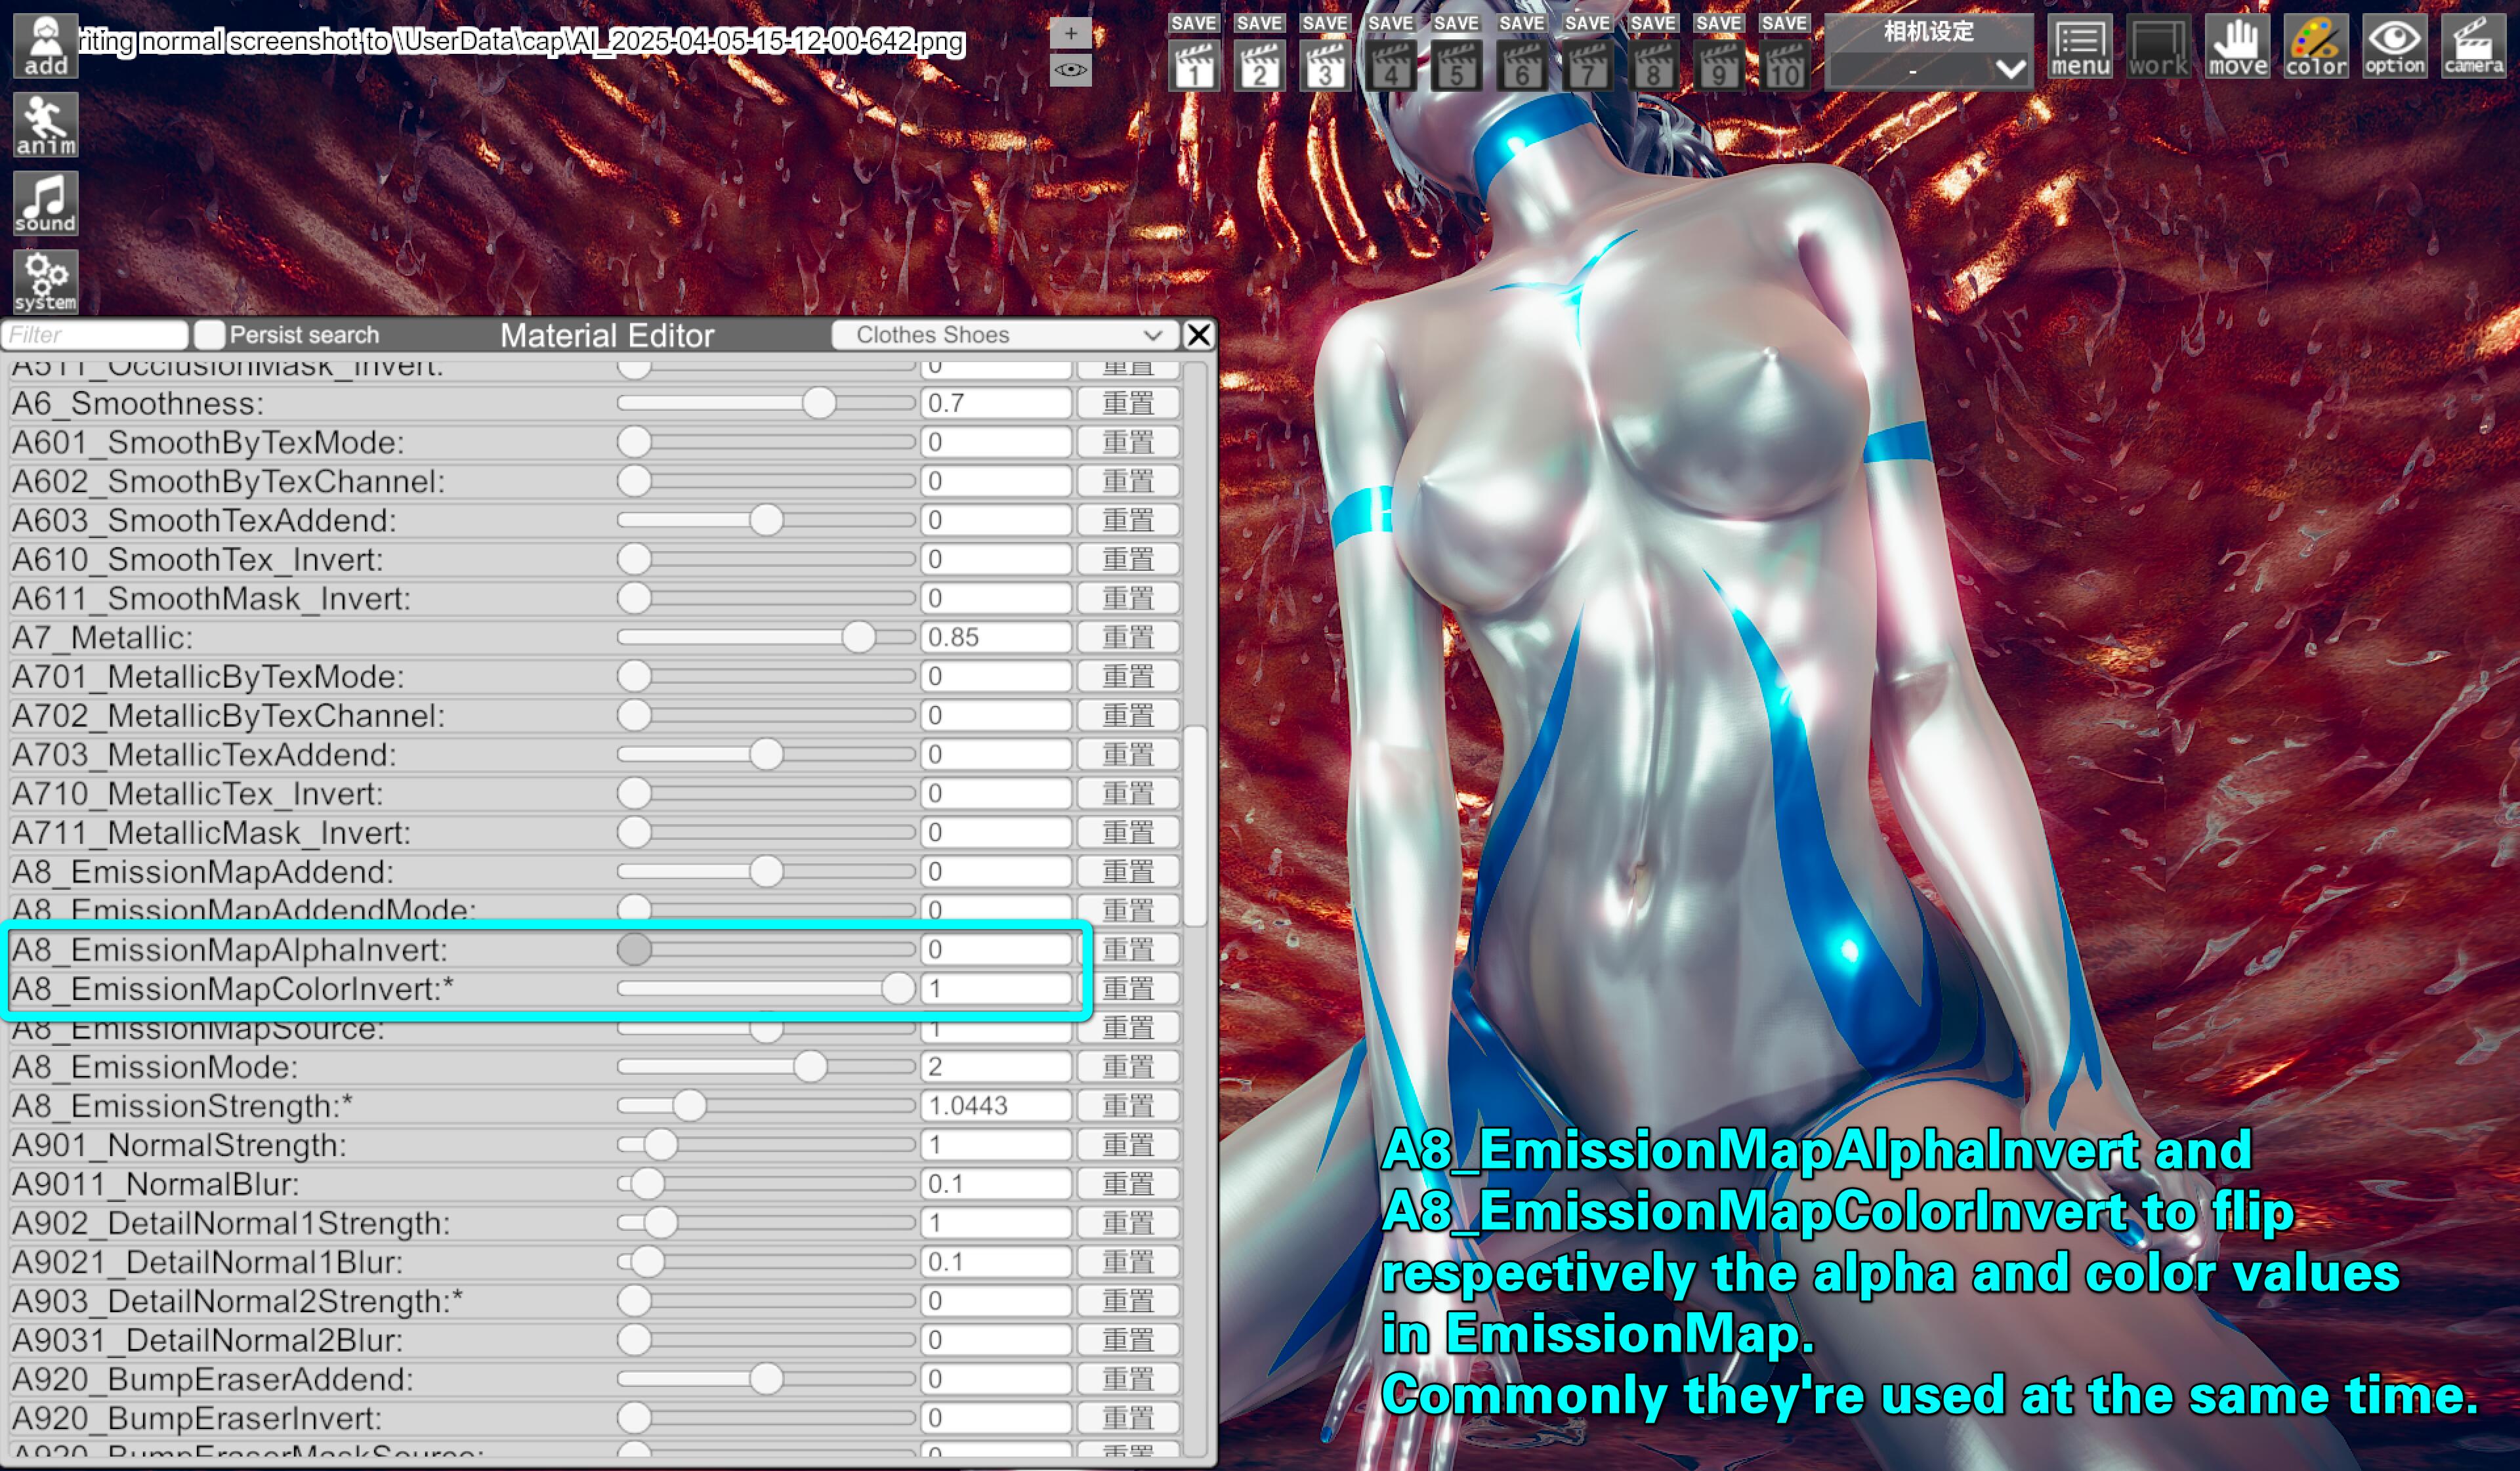 add
riting normal screenshot to \UserData\cap\AI_2025-04-05-15-12-00-642.png
+
SAVE SAVE SAVE SAVE SAVE SAVE SAVE SAVE SAVE SAVE
1 2 3 4 5 6 7 8 9 10
相机设定
-
menu work move color option camera
anim
sound
system
Filter Persist search Material Editor Clothes Shoes
A511_OcclusionMask_Invert: 0 重置
A6_Smoothness: 0.7 重置
A601_SmoothByTexMode: 0 重置
A602_SmoothByTexChannel: 0 重置
A603_SmoothTexAddend: 0 重置
A610_SmoothTex_Invert: 0 重置
A611_SmoothMask_Invert: 0 重置
A7_Metallic: 0.85 重置
A701_MetallicByTexMode: 0 重置
A702_MetallicByTexChannel: 0 重置
A703_MetallicTexAddend: 0 重置
A710_MetallicTex_Invert: 0 重置
A711_MetallicMask_Invert: 0 重置
A8_EmissionMapAddend: 0 重置
A8_EmissionMapAddendMode: 0 重置
A8_EmissionMapAlphaInvert: 0 重置
A8_EmissionMapColorInvert:* 1 重置
A8_EmissionMapSource: 1 重置
A8_EmissionMode: 2 重置
A8_EmissionStrength:* 1.0443 重置
A901_NormalStrength: 1 重置
A9011_NormalBlur: 0.1 重置
A902_DetailNormal1Strength: 1 重置
A9021_DetailNormal1Blur: 0.1 重置
A903_DetailNormal2Strength:* 0 重置
A9031_DetailNormal2Blur: 0 重置
A920_BumpEraserAddend: 0 重置
A920_BumpEraserInvert: 0 重置
A920_BumpEraserMaskSource: 0 重置
A8_EmissionMapAlphaInvert and
A8_EmissionMapColorInvert to flip
respectively the alpha and color values
in EmissionMap.
Commonly they're used at the same time.